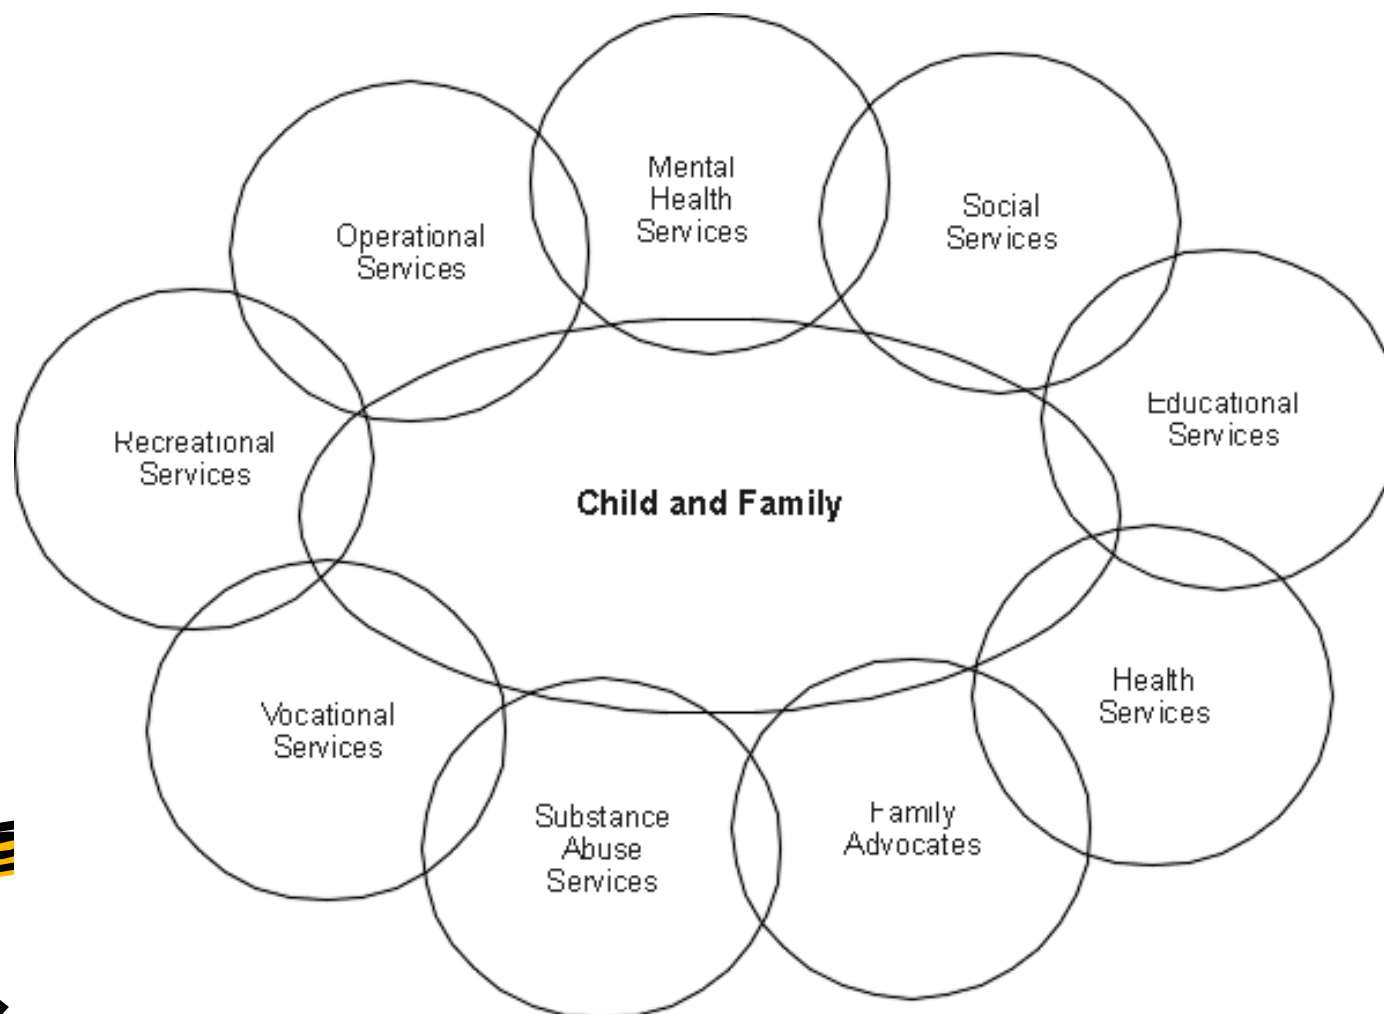 Mental
Health
Services
Social
Services
Operational
Services
Educational
Services
Recreational
Services
Child and Family
Health
Services
Vocational
Services
Family
Advocates
Substance
Abuse
Services